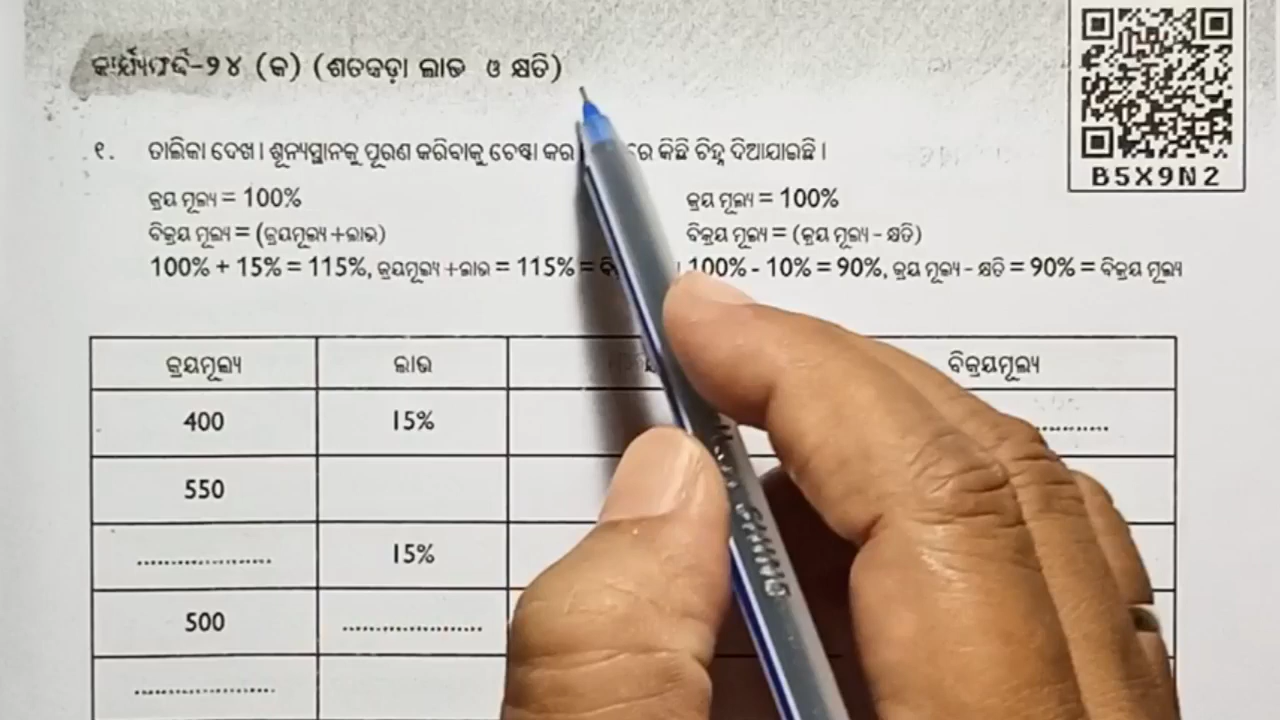 କାର୍ଯ୍ୟଫର୍ଦ୍ଦ-୨୪ (କ) (ଶତକଡ଼ା ଲାଭ ଓ କ୍ଷତି)
B5X9N2
୧. ତାଲିକା ଦେଖ। ଶୂନ୍ୟସ୍ଥାନକୁ ପୂରଣ କରିବାକୁ ଚେଷ୍ଟା କର ରେ କିଛି ଚିହ୍ନ ଦିଆଯାଇଛି।
କ୍ରୟ ମୂଲ୍ୟ = 100% କ୍ରୟ ମୂଲ୍ୟ = 100%
ବିକ୍ରୟ ମୂଲ୍ୟ = (କ୍ରୟମୂଲ୍ୟ +ଲାଭ) ବିକ୍ରୟ ମୂଲ୍ୟ = (କ୍ରୟ ମୂଲ୍ୟ - କ୍ଷତି)
100% + 15% = 115%, କ୍ରୟମୂଲ୍ୟ +ଲାଭ = 115% = 100% - 10% = 90%, କ୍ରୟ ମୂଲ୍ୟ - କ୍ଷତି = 90% = ବିକ୍ରୟ ମୂଲ୍ୟ
କ୍ରୟମୂଲ୍ୟ ଲାଭ ବିକ୍ରୟମୂଲ୍ୟ
400 15%
550
15%
500